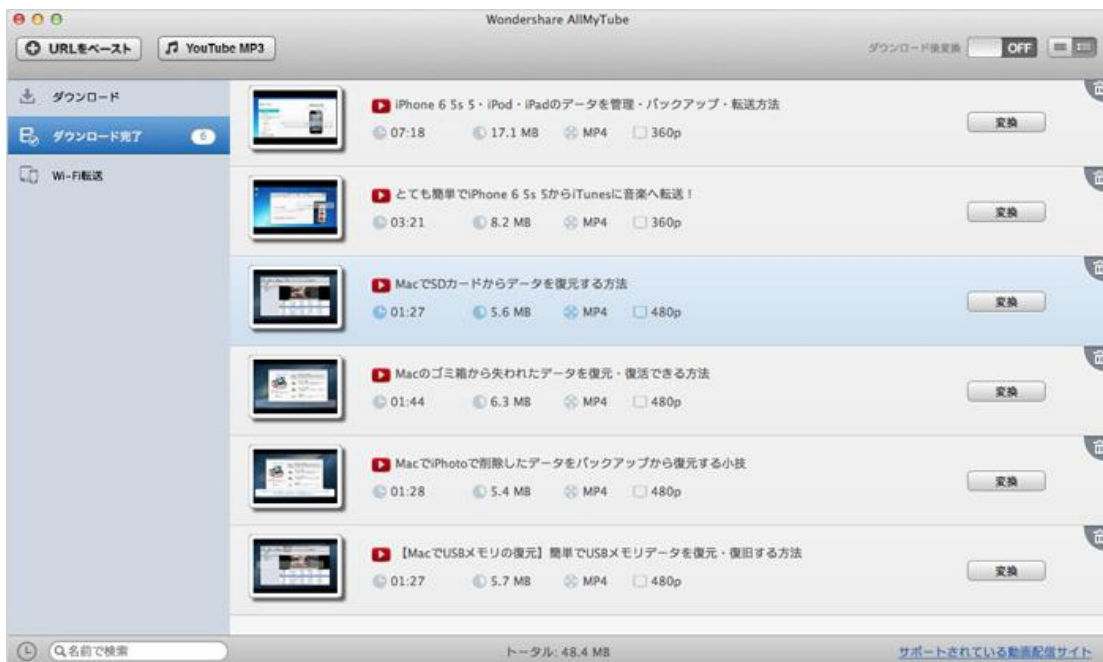 Wondershare AllMyTube
URLをペースト YouTube MP3 ダウンロード後変換 OFF
ダウンロード
ダウンロード完了 6
Wi-Fi転送
iPhone 6 5s 5・iPod・iPadのデータを管理・バックアップ・転送方法
07:18 17.1 MB MP4 360p 変換
とても簡単でiPhone 6 5s 5からiTunesに音楽へ転送！
03:21 8.2 MB MP4 360p 変換
MacでSDカードからデータを復元する方法
01:27 5.6 MB MP4 480p 変換
Macのゴミ箱から失われたデータを復元・復活できる方法
01:44 6.3 MB MP4 480p 変換
MacでiPhotoで削除したデータをバックアップから復元する小技
01:28 5.4 MB MP4 480p 変換
【MacでUSBメモリの復元】簡単でUSBメモリデータを復元・復旧する方法
01:27 5.7 MB MP4 480p 変換
名前で検索 トータル: 48.4 MB サポートされている動画配信サイト